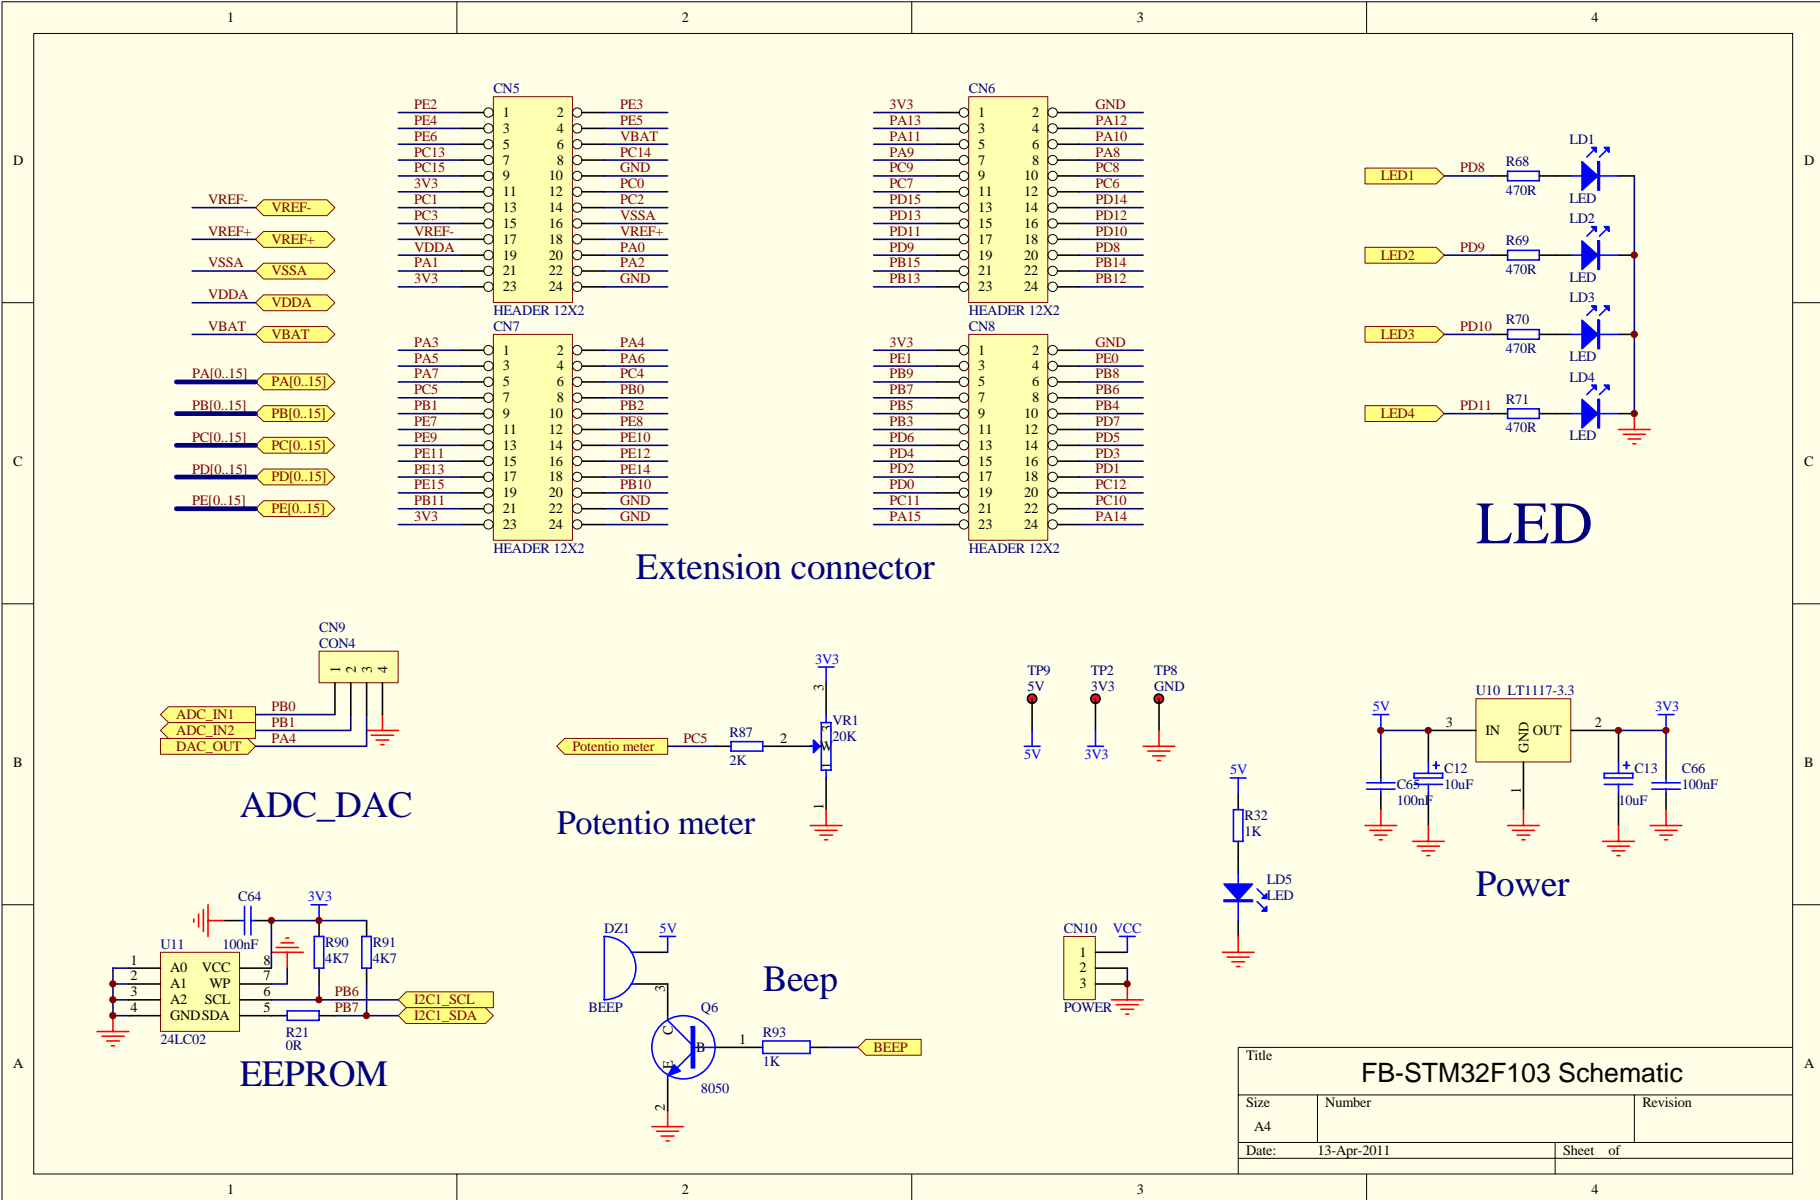 1 2 3 4
D D
C C
B B
A A
1 2 3 4
VREF- VREF-
VREF+ VREF+
VSSA VSSA
VDDA VDDA
VBAT VBAT
PA[0..15] PA[0..15]
PB[0..15] PB[0..15]
PC[0..15] PC[0..15]
PD[0..15] PD[0..15]
PE[0..15] PE[0..15]
CN5
PE2 1 2 PE3
PE4 3 4 PE5
PE6 5 6 VBAT
PC13 7 8 PC14
PC15 9 10 GND
3V3 11 12 PC0
PC1 13 14 PC2
PC3 15 16 VSSA
VREF- 17 18 VREF+
VDDA 19 20 PA0
PA1 21 22 PA2
3V3 23 24 GND
HEADER 12X2
CN7
PA3 1 2 PA4
PA5 3 4 PA6
PA7 5 6 PC4
PC5 7 8 PB0
PB1 9 10 PB2
PE7 11 12 PE8
PE9 13 14 PE10
PE11 15 16 PE12
PE13 17 18 PE14
PE15 19 20 PB10
PB11 21 22 GND
3V3 23 24 GND
HEADER 12X2
CN6
3V3 1 2 GND
PA13 3 4 PA12
PA11 5 6 PA10
PA9 7 8 PA8
PC9 9 10 PC8
PC7 11 12 PC6
PD15 13 14 PD14
PD13 15 16 PD12
PD11 17 18 PD10
PD9 19 20 PD8
PB15 21 22 PB14
PB13 23 24 PB12
HEADER 12X2
CN8
3V3 1 2 GND
PE1 3 4 PE0
PB9 5 6 PB8
PB7 7 8 PB6
PB5 9 10 PB4
PB3 11 12 PD7
PD6 13 14 PD5
PD4 15 16 PD3
PD2 17 18 PD1
PD0 19 20 PC12
PC11 21 22 PC10
PA15 23 24 PA14
HEADER 12X2
Extension connector
LD1
LED1 PD8 R68
470R LED
LD2
LED2 PD9 R69
470R LED
LD3
LED3 PD10 R70
470R LED
LD4
LED4 PD11 R71
470R LED
LED
CN9
CON4
1 2 3 4
ADC_IN1 PB0
ADC_IN2 PB1
DAC_OUT PA4
ADC_DAC
3V3
3
VR1
20K
3
W
1
Potentio meter PC5 R87 2
2K
1
Potentio meter
TP9 TP2 TP8
5V 3V3 GND
5V 3V3
5V
R32
1K
LD5
LED
U10 LT1117-3.3
5V 3 IN GND OUT 2 3V3
1
C65
100nF
C12
10uF
C13
10uF
C66
100nF
+ +
Power
C64
100nF
3V3
R90
4K7
R91
4K7
U11
1 A0 VCC 8
2 A1 WP 7
3 A2 SCL 6 PB6 I2C1_SCL
4 GND SDA 5 PB7 I2C1_SDA
24LC02
R21
0R
EEPROM
DZ1
5V
BEEP
3
Q6
C
B
E
1 R93
1K
BEEP
8050
2
Beep
CN10 VCC
1
2
3
POWER
Title
FB-STM32F103 Schematic
Size Number Revision
A4
Date: 13-Apr-2011 Sheet of